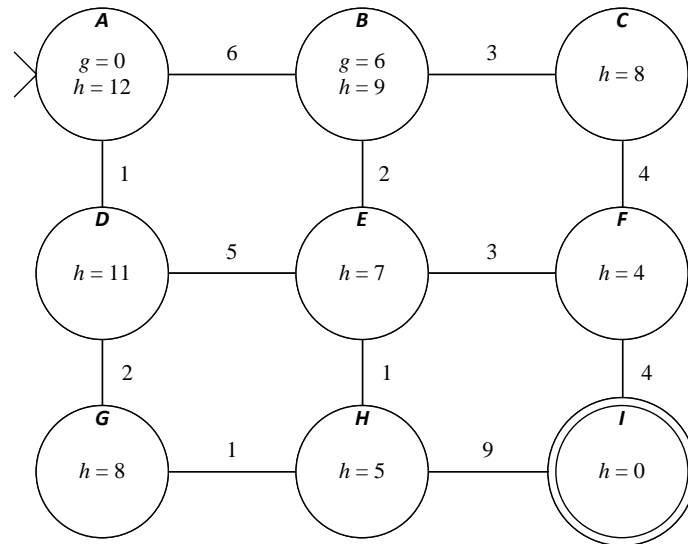 A B C
g = 0 6 g = 6 3 h = 8
h = 12 h = 9
1 2 4
D E F
h = 11 5 h = 7 3 h = 4
2 1 4
G H I
h = 8 1 h = 5 9 h = 0